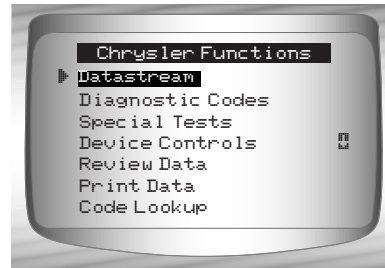 Chrysler Functions
Datastream
Diagnostic Codes
Special Tests
Device Controls
Review Data
Print Data
Code Lookup